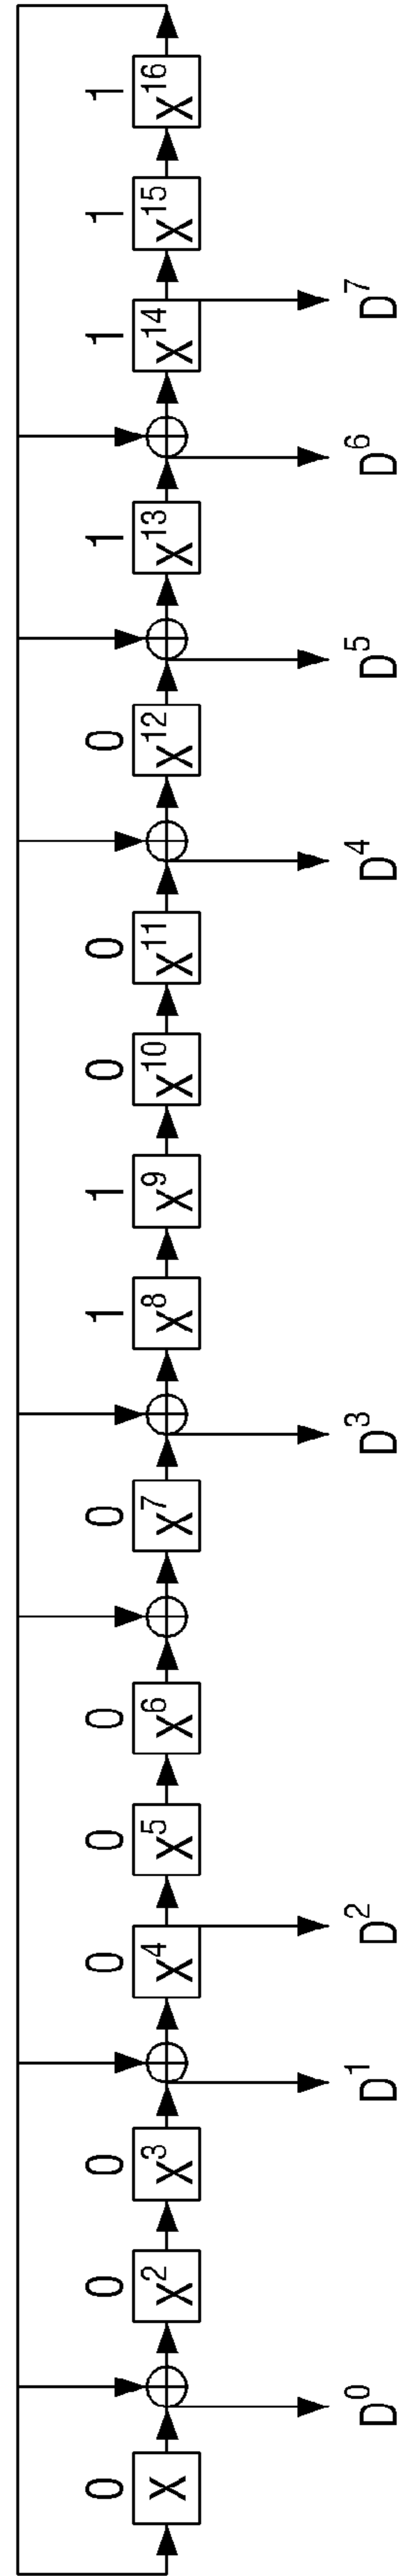 0 0 0 0 0 0 0 1 1 0 0 0 1 1 1 1
X X² X³ X⁴ X⁵ X⁶ X⁷ X⁸ X⁹ X¹⁰ X¹¹ X¹² X¹³ X¹⁴ X¹⁵ X¹⁶
D⁰ D¹ D² D³ D⁴ D⁵ D⁶ D⁷